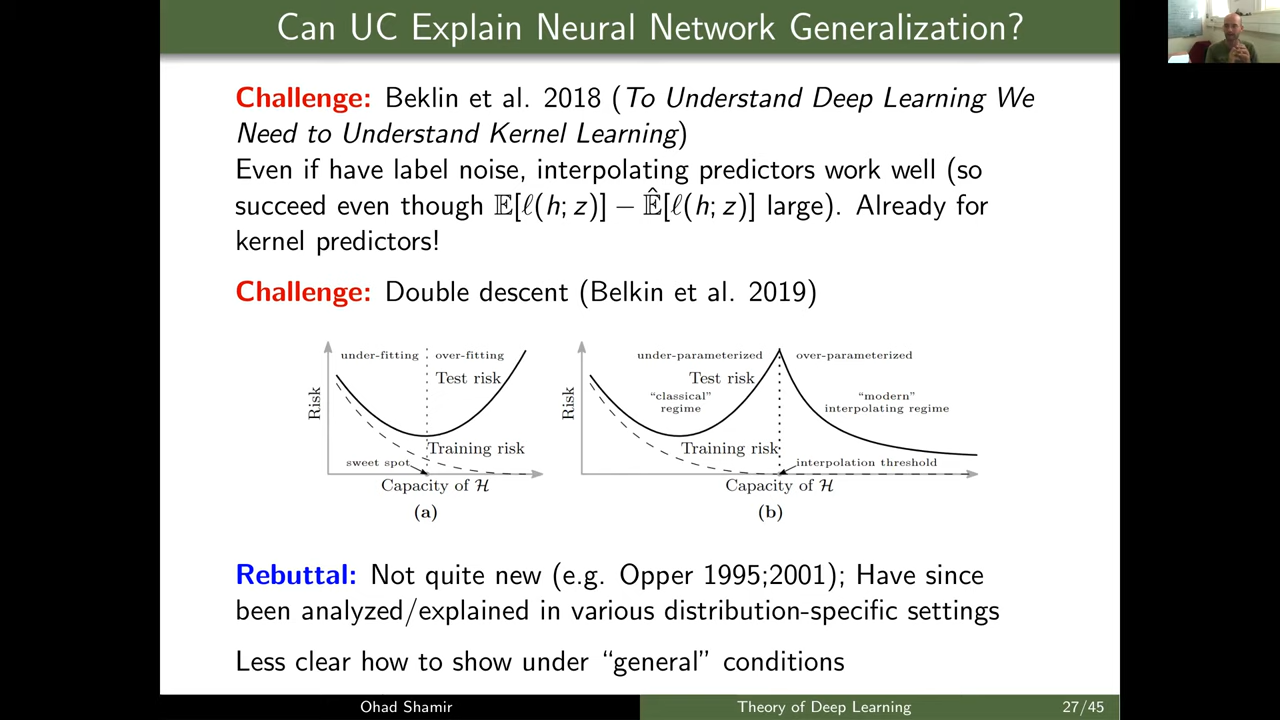 Can UC Explain Neural Network Generalization?
Challenge: Beklin et al. 2018 (To Understand Deep Learning We
Need to Understand Kernel Learning)
Even if have label noise, interpolating predictors work well (so
succeed even though 𝔼[ℓ(h; z)] − 𝔼̂[ℓ(h; z)] large). Already for
kernel predictors!
Challenge: Double descent (Belkin et al. 2019)
under-fitting
over-fitting
Test risk
Risk
Training risk
sweet spot
Capacity of ℋ
(a)
under-parameterized
over-parameterized
Test risk
"classical"
regime
"modern"
interpolating regime
Risk
Training risk
interpolation threshold
Capacity of ℋ
(b)
Rebuttal: Not quite new (e.g. Opper 1995;2001); Have since
been analyzed/explained in various distribution-specific settings
Less clear how to show under “general” conditions
Ohad Shamir
Theory of Deep Learning
27/45